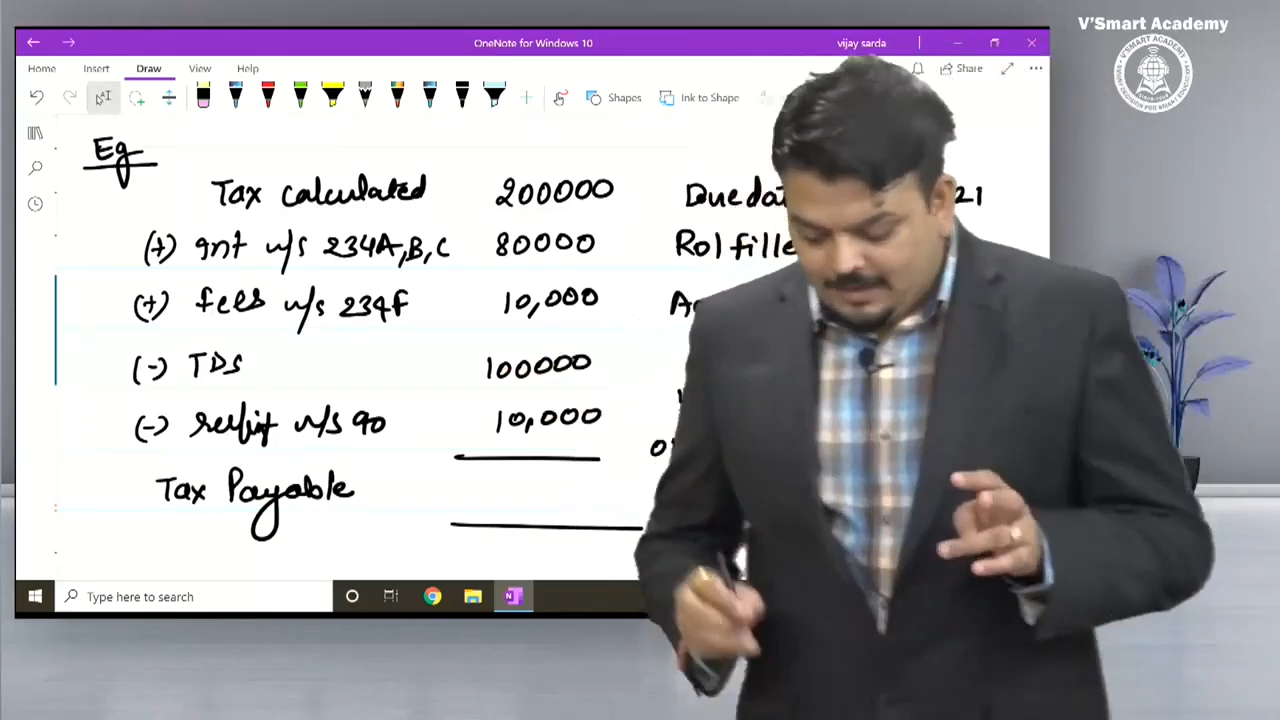 V'Smart Academy
OneNote for Windows 10
vijay sarda
Home Insert Draw View Help
Share
Shapes
Ink to Shape
Eg
Tax calculated 200000
(+) Int u/s 234A,B,C 80000
(+) fees u/s 234F 10,000
(-) TDS 100000
(-) relief u/s 90 10,000
Tax Payable
Due dat 21
RoI fille
A
Type here to search